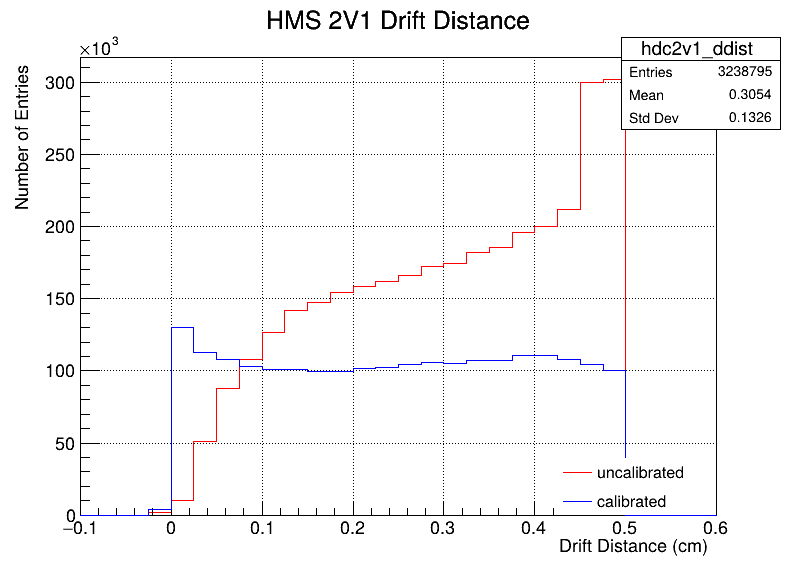 HMS 2V1 Drift Distance
×10³
hdc2v1_ddist
Entries 3238795
Mean 0.3054
Std Dev 0.1326
Number of Entries
300
250
200
150
100
50
0
−0.1 0 0.1 0.2 0.3 0.4 0.5 0.6
Drift Distance (cm)
uncalibrated
calibrated